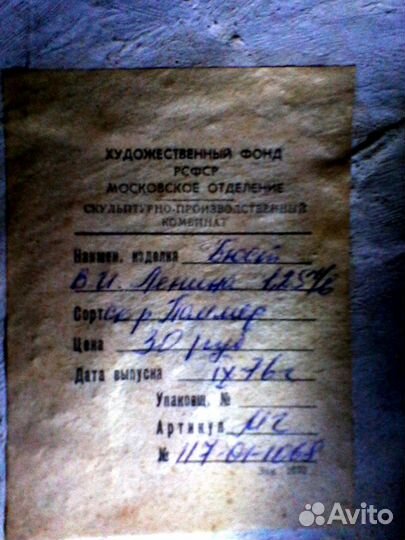 ХУДОЖЕСТВЕННЫЙ ФОНД
РСФСР
МОСКОВСКОЕ ОТДЕЛЕНИЕ
СКУЛЬПТУРНО-ПРОИЗВОДСТВЕННЫЙ
КОМБИНАТ
Наимен. изделия Бюст
В.И. Ленина
Сорт
Цена 30 руб
Дата выпуска IX-76 г
Упаковщ. №
Артикул
№ 117-01-1068
Avito